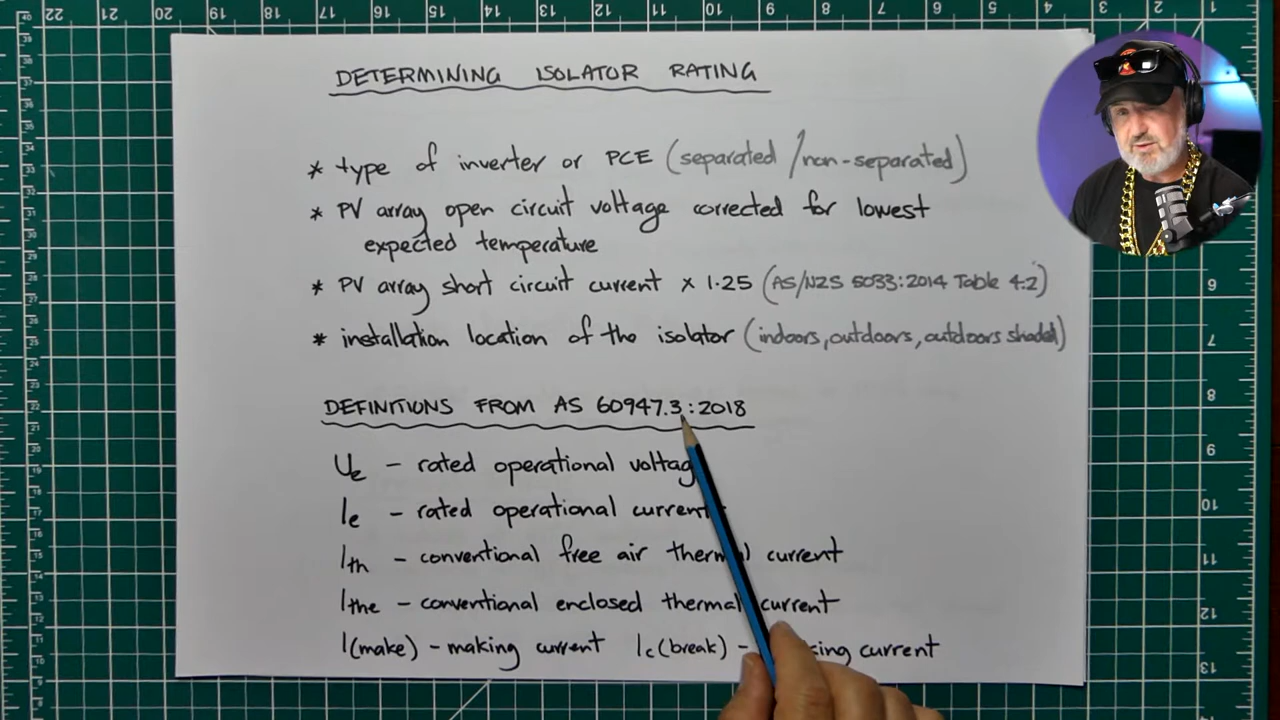 DETERMINING ISOLATOR RATING
* type of inverter or PCE (separated / non-separated)
* PV array open circuit voltage corrected for lowest
expected temperature
* PV array short circuit current x 1.25 (AS/NZS 5033:2014 Table 4.2)
* installation location of the isolator (indoors, outdoors, outdoors shaded)
DEFINITIONS FROM AS 60947.3:2018
Ue - rated operational voltage
Ie - rated operational current
Ith - conventional free air thermal current
Ithe - conventional enclosed thermal current
I(make) - making current Ic(break) - current